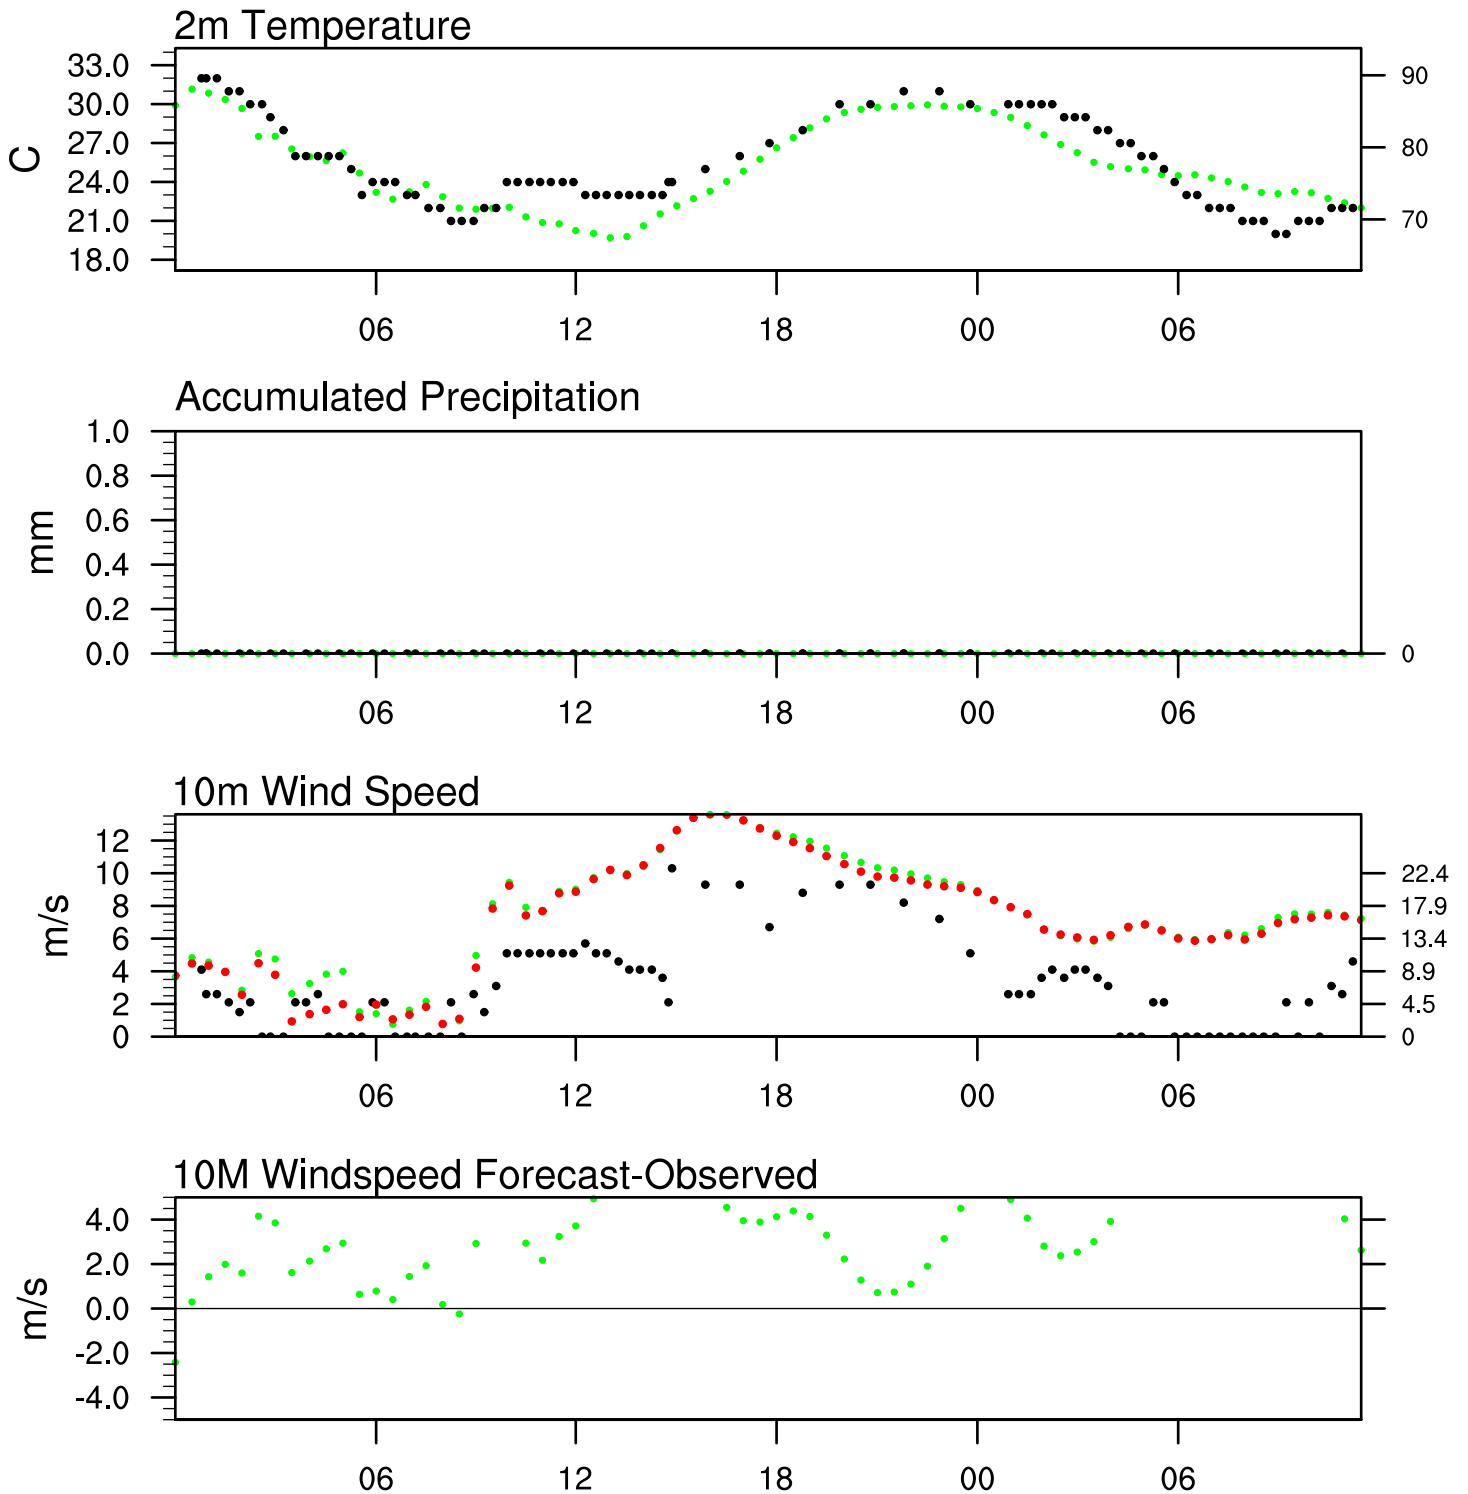 2m Temperature
33.0
30.0
27.0
24.0
21.0
18.0
C
90
80
70
06 12 18 00 06
Accumulated Precipitation
1.0
0.8
0.6
0.4
0.2
0.0
mm
0
06 12 18 00 06
10m Wind Speed
12
10
8
6
4
2
0
m/s
22.4
17.9
13.4
8.9
4.5
0
06 12 18 00 06
10M Windspeed Forecast-Observed
4.0
2.0
0.0
-2.0
-4.0
m/s
06 12 18 00 06